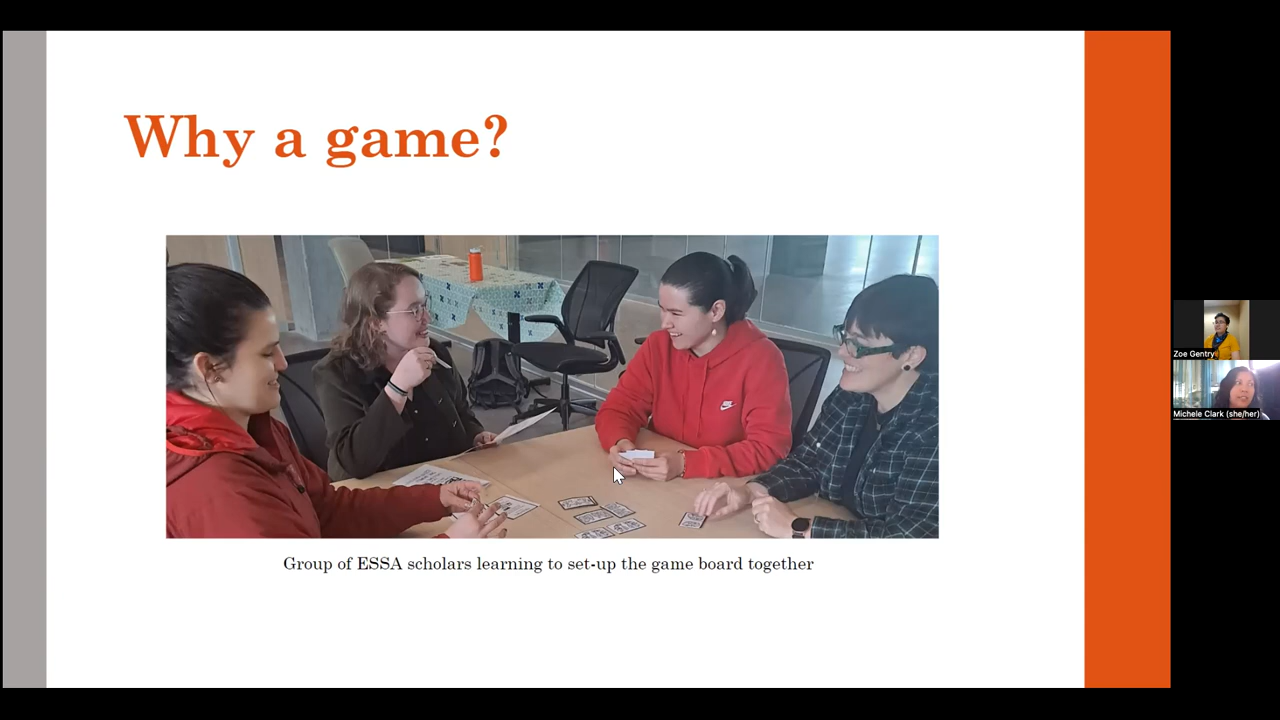 Why a game?
Group of ESSA scholars learning to set-up the game board together
Zoe Gentry
Michele Clark (she/her)